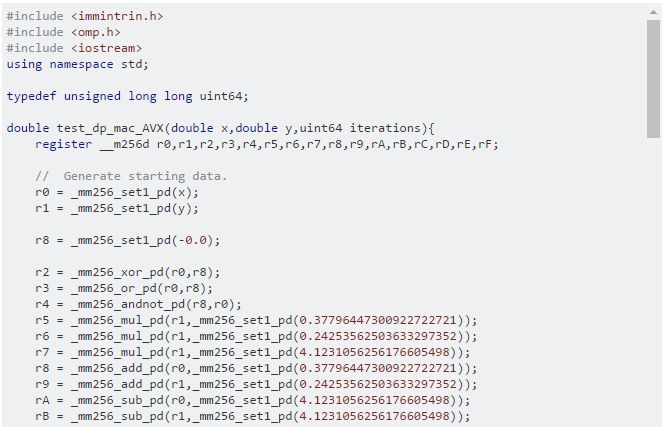 #include <immintrin.h>
#include <omp.h>
#include <iostream>
using namespace std;

typedef unsigned long long uint64;

double test_dp_mac_AVX(double x,double y,uint64 iterations){
    register __m256d r0,r1,r2,r3,r4,r5,r6,r7,r8,r9,rA,rB,rC,rD,rE,rF;

    //  Generate starting data.
    r0 = _mm256_set1_pd(x);
    r1 = _mm256_set1_pd(y);

    r8 = _mm256_set1_pd(-0.0);

    r2 = _mm256_xor_pd(r0,r8);
    r3 = _mm256_or_pd(r0,r8);
    r4 = _mm256_andnot_pd(r8,r0);
    r5 = _mm256_mul_pd(r1,_mm256_set1_pd(0.37796447300922722721));
    r6 = _mm256_mul_pd(r1,_mm256_set1_pd(0.24253562503633297352));
    r7 = _mm256_mul_pd(r1,_mm256_set1_pd(4.1231056256176605498));
    r8 = _mm256_add_pd(r0,_mm256_set1_pd(0.37796447300922722721));
    r9 = _mm256_add_pd(r1,_mm256_set1_pd(0.24253562503633297352));
    rA = _mm256_sub_pd(r0,_mm256_set1_pd(4.1231056256176605498));
    rB = _mm256_sub_pd(r1,_mm256_set1_pd(4.1231056256176605498));